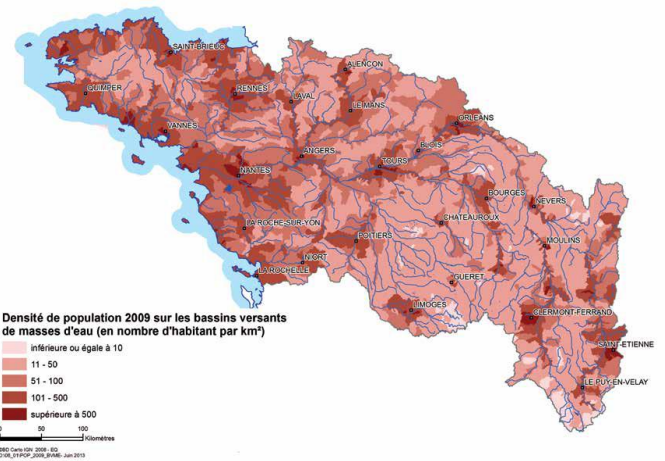 SAINT-BRIEUC
ALENÇON
QUIMPER
RENNES
LAVAL
LE MANS
VANNES
ORLEANS
ANGERS
BLOIS
TOURS
NANTES
BOURGES
NEVERS
LA ROCHE-SUR-YON
CHATEAUROUX
POITIERS
MOULINS
NIORT
LA ROCHELLE
GUERET
LIMOGES
CLERMONT-FERRAND
SAINT-ETIENNE
LE PUY-EN-VELAY
Densité de population 2009 sur les bassins versants
de masses d'eau (en nombre d'habitant par km²)
inférieure ou égale à 10
11 - 50
51 - 100
101 - 500
supérieure à 500
0 50 100
Kilomètres
BD Carto IGN 2008 - EG
POP_2009_BVME- Juin 2013